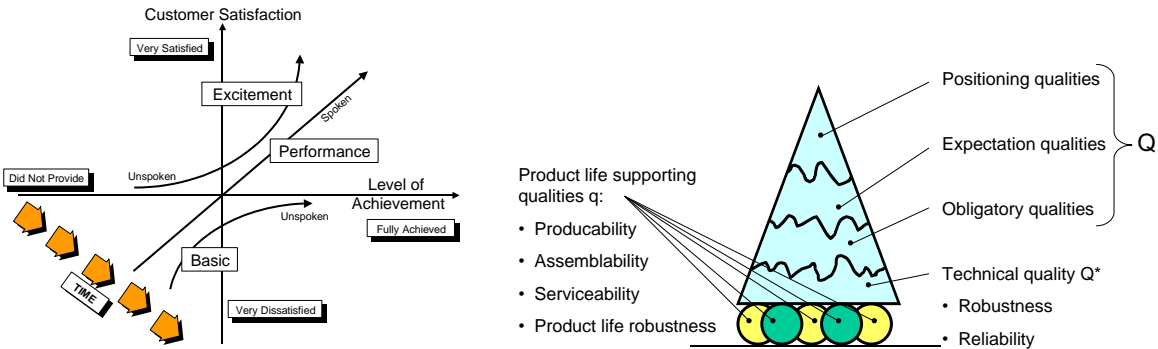 Customer Satisfaction
Very Satisfied
Excitement
Spoken
Performance
Did Not Provide
Unspoken
Level of
Achievement
Unspoken
Fully Achieved
Basic
TIME
Very Dissatisfied
Product life supporting
qualities q:
• Producability
• Assemblability
• Serviceability
• Product life robustness
Positioning qualities
Expectation qualities
Q
Obligatory qualities
Technical quality Q*
• Robustness
• Reliability